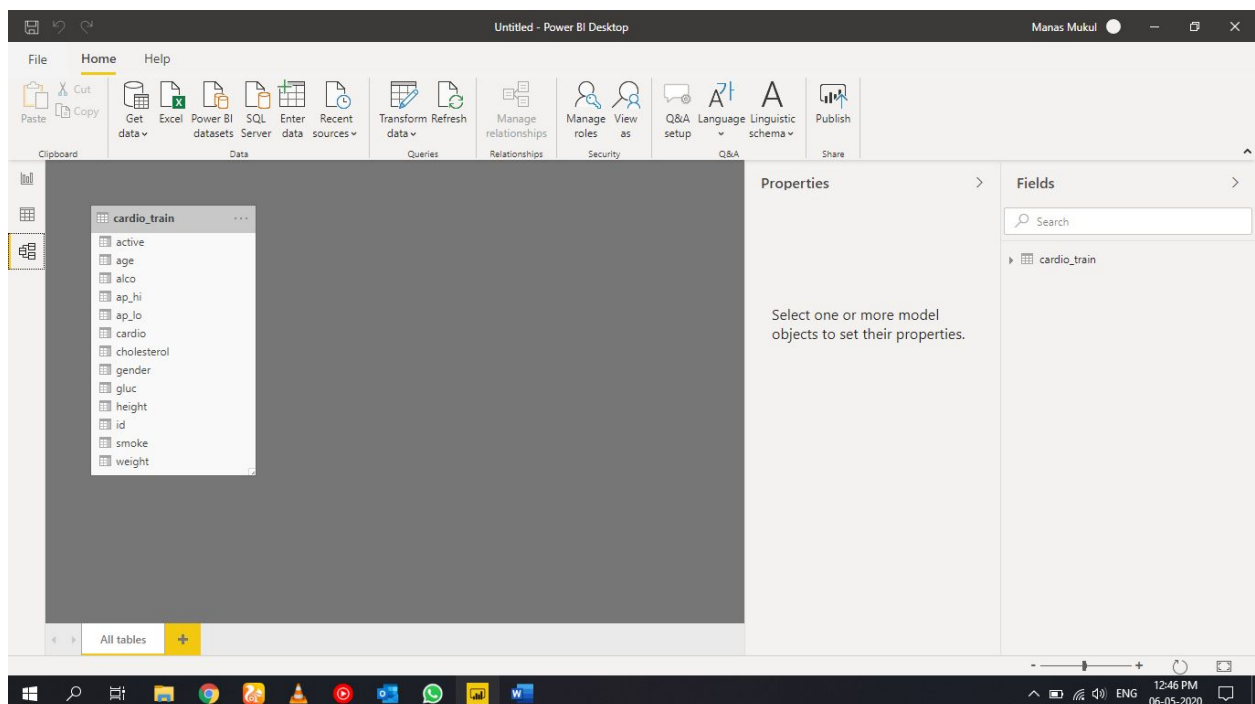 Untitled - Power BI Desktop
Manas Mukul
File Home Help
Paste
Cut
Copy
Clipboard
Get data
Excel
Power BI datasets
SQL Server
Enter data
Recent sources
Data
Transform data
Refresh
Queries
Manage relationships
Relationships
Manage roles
View as
Security
Q&A setup
Language
Linguistic schema
Q&A
Publish
Share
cardio_train
active
age
alco
ap_hi
ap_lo
cardio
cholesterol
gender
gluc
height
id
smoke
weight
Properties
Select one or more model
objects to set their properties.
Fields
Search
cardio_train
All tables
ENG
12:46 PM
06-05-2020